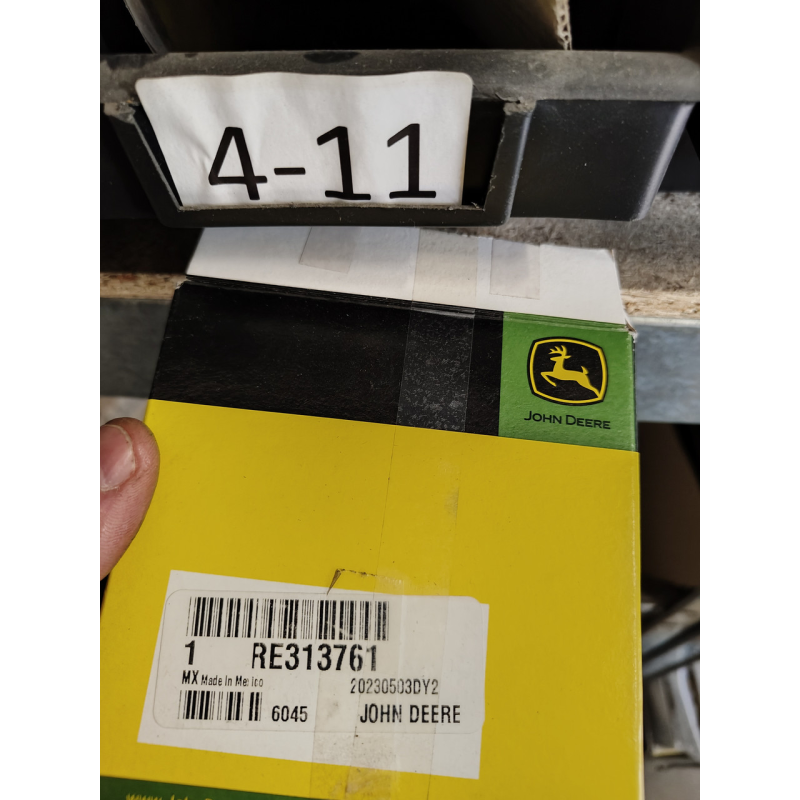 4-11
JOHN DEERE
1 RE313761
MX Made In Mexico
20230503DY2
6045 JOHN DEERE